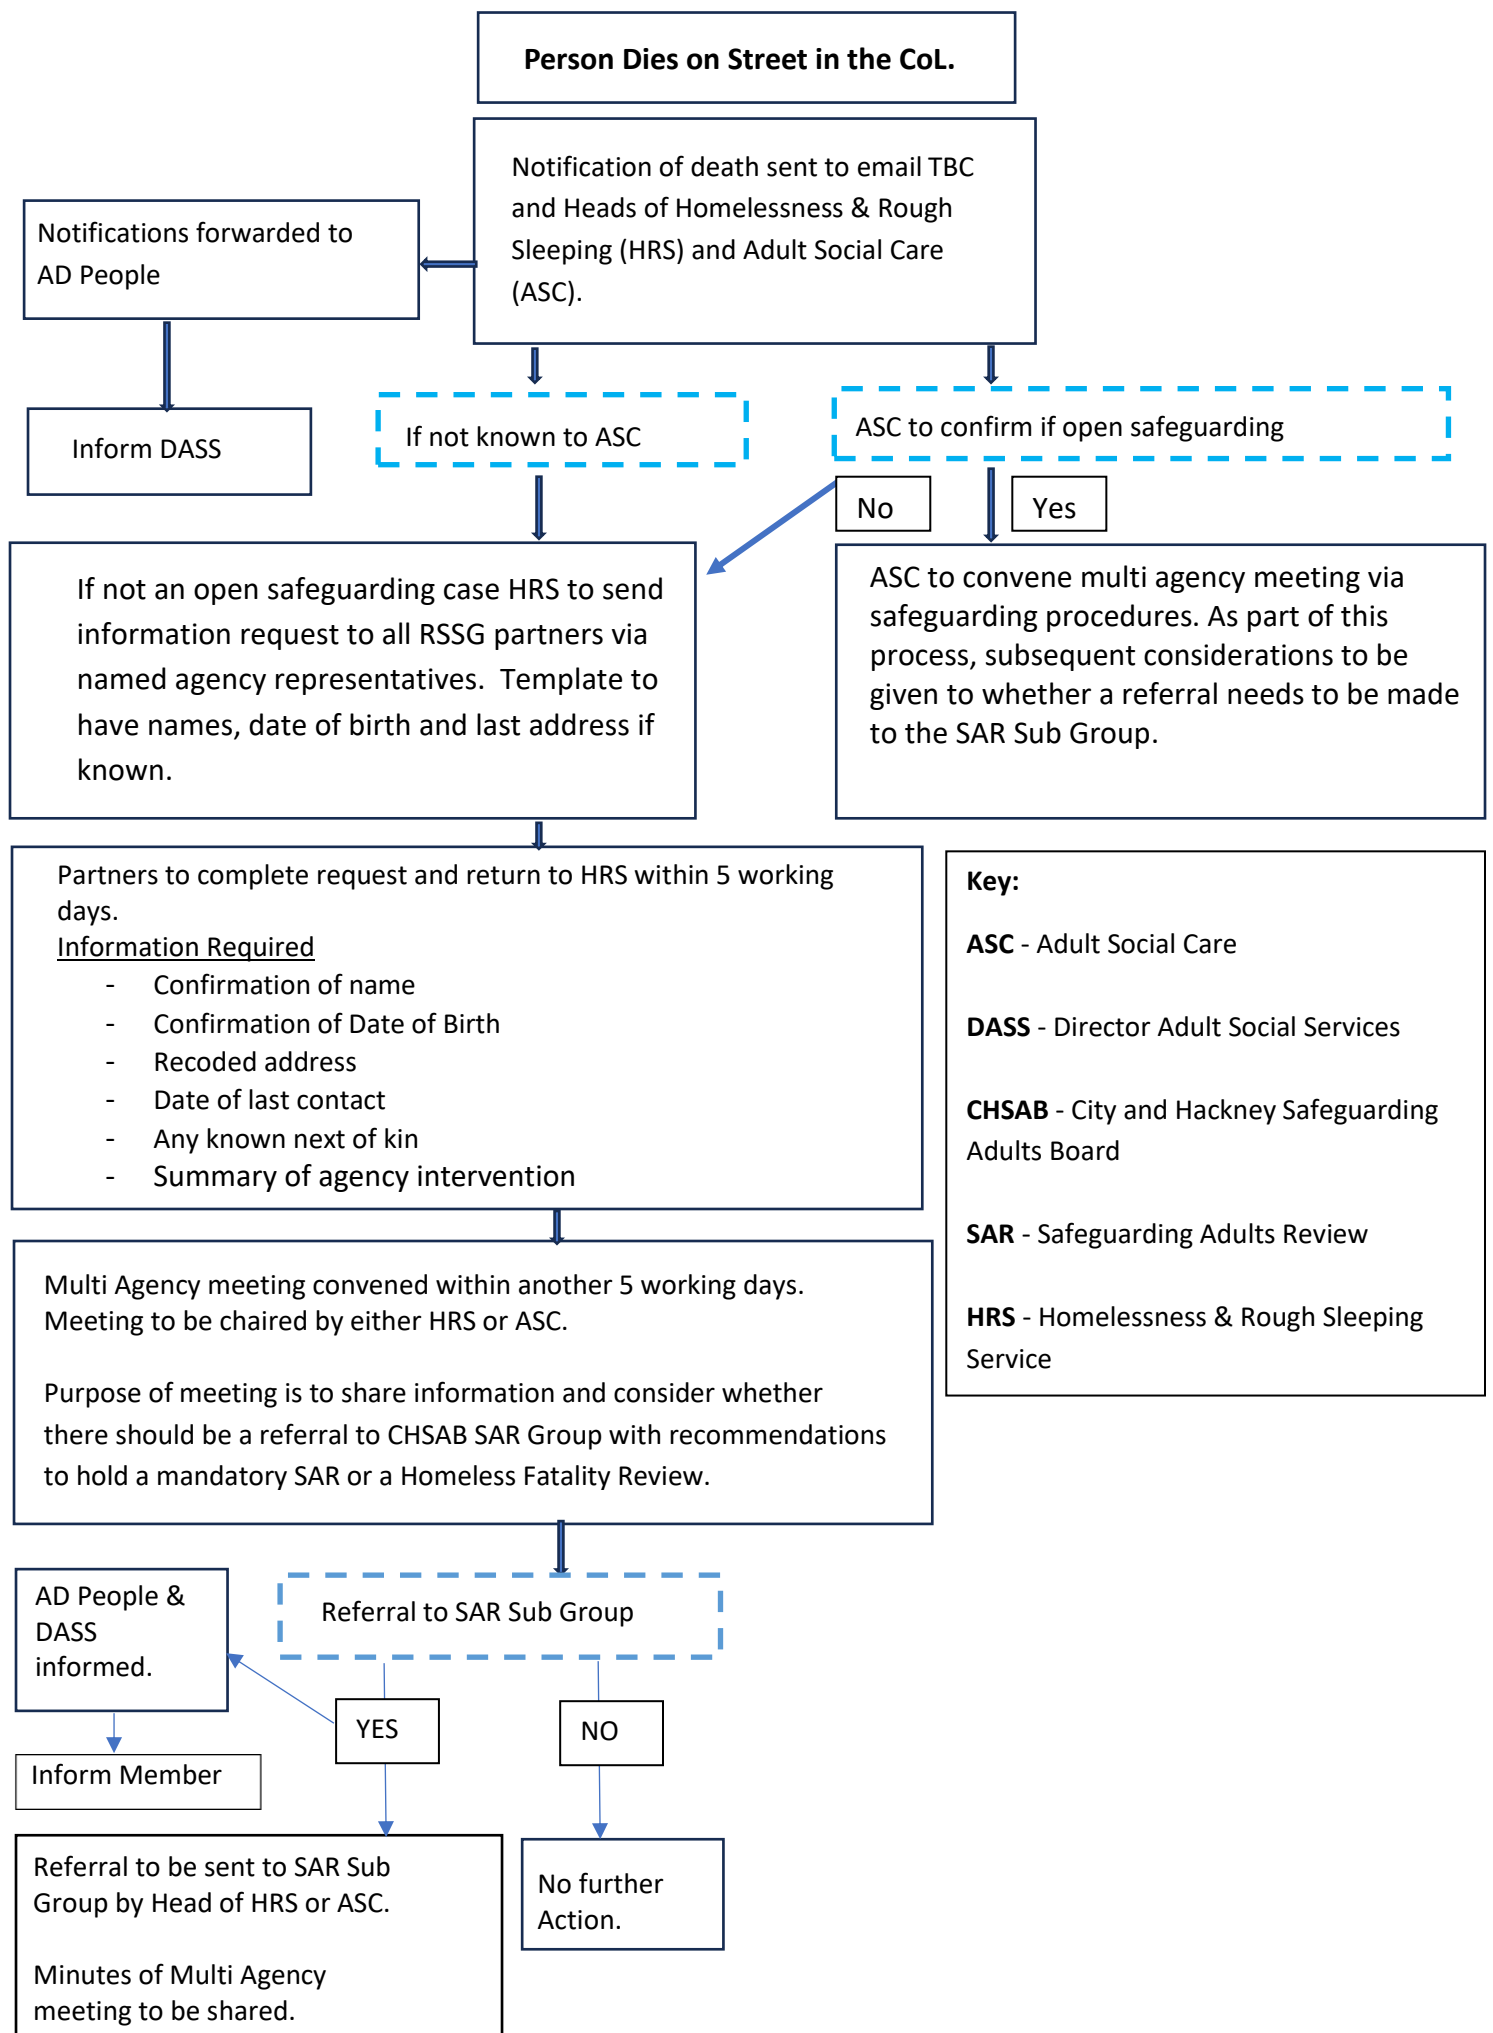 Person Dies on Street in the CoL.
Notification of death sent to email TBC
and Heads of Homelessness & Rough
Sleeping (HRS) and Adult Social Care
(ASC).
Notifications forwarded to
AD People
Inform DASS
If not known to ASC
ASC to confirm if open safeguarding
No
Yes
If not an open safeguarding case HRS to send
information request to all RSSG partners via
named agency representatives.  Template to
have names, date of birth and last address if
known.
ASC to convene multi agency meeting via
safeguarding procedures. As part of this
process, subsequent considerations to be
given to whether a referral needs to be made
to the SAR Sub Group.
Partners to complete request and return to HRS within 5 working
days.
Information Required
- Confirmation of name
- Confirmation of Date of Birth
- Recoded address
- Date of last contact
- Any known next of kin
- Summary of agency intervention
Key:
ASC - Adult Social Care
DASS - Director Adult Social Services
CHSAB - City and Hackney Safeguarding
Adults Board
SAR - Safeguarding Adults Review
HRS - Homelessness & Rough Sleeping
Service
Multi Agency meeting convened within another 5 working days.
Meeting to be chaired by either HRS or ASC.
Purpose of meeting is to share information and consider whether
there should be a referral to CHSAB SAR Group with recommendations
to hold a mandatory SAR or a Homeless Fatality Review.
AD People &
DASS
informed.
Referral to SAR Sub Group
YES
NO
Inform Member
Referral to be sent to SAR Sub
Group by Head of HRS or ASC.
Minutes of Multi Agency
meeting to be shared.
No further
Action.